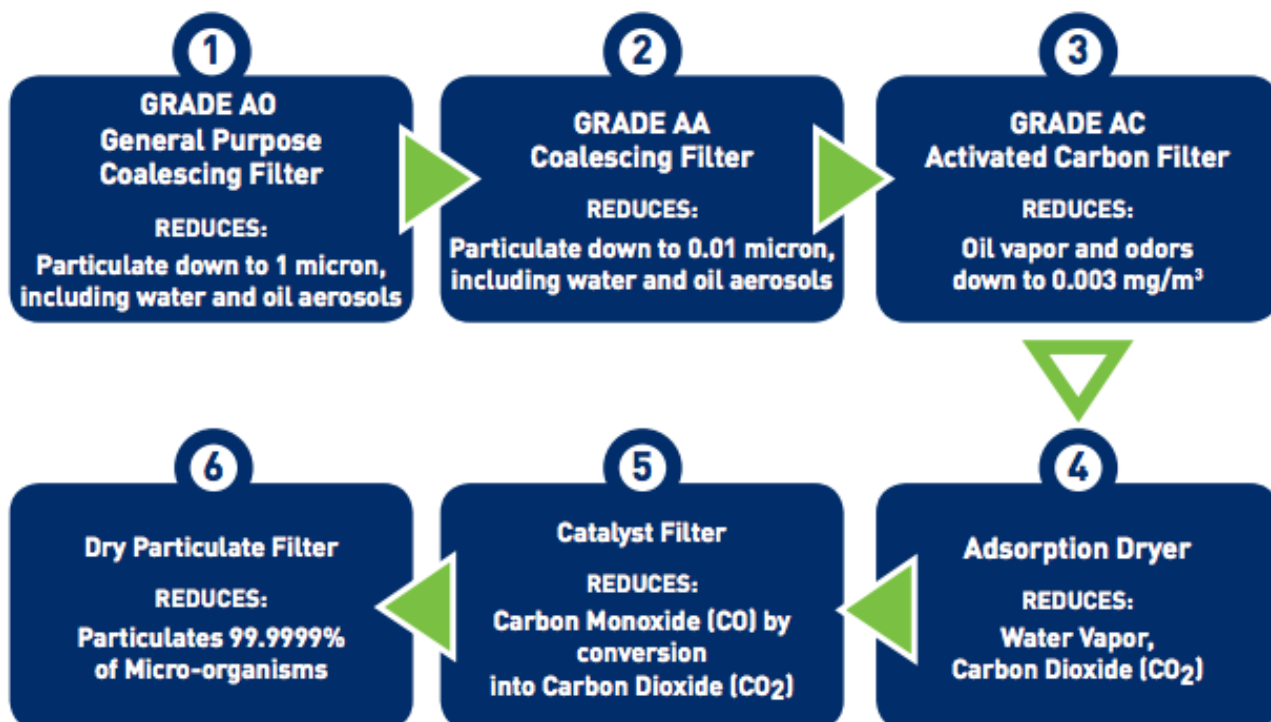 1
GRADE AO
General Purpose
Coalescing Filter
REDUCES:
Particulate down to 1 micron,
including water and oil aerosols
2
GRADE AA
Coalescing Filter
REDUCES:
Particulate down to 0.01 micron,
including water and oil aerosols
3
GRADE AC
Activated Carbon Filter
REDUCES:
Oil vapor and odors
down to 0.003 mg/m³
4
Adsorption Dryer
REDUCES:
Water Vapor,
Carbon Dioxide (CO₂)
5
Catalyst Filter
REDUCES:
Carbon Monoxide (CO) by
conversion
into Carbon Dioxide (CO₂)
6
Dry Particulate Filter
REDUCES:
Particulates 99.9999%
of Micro-organisms